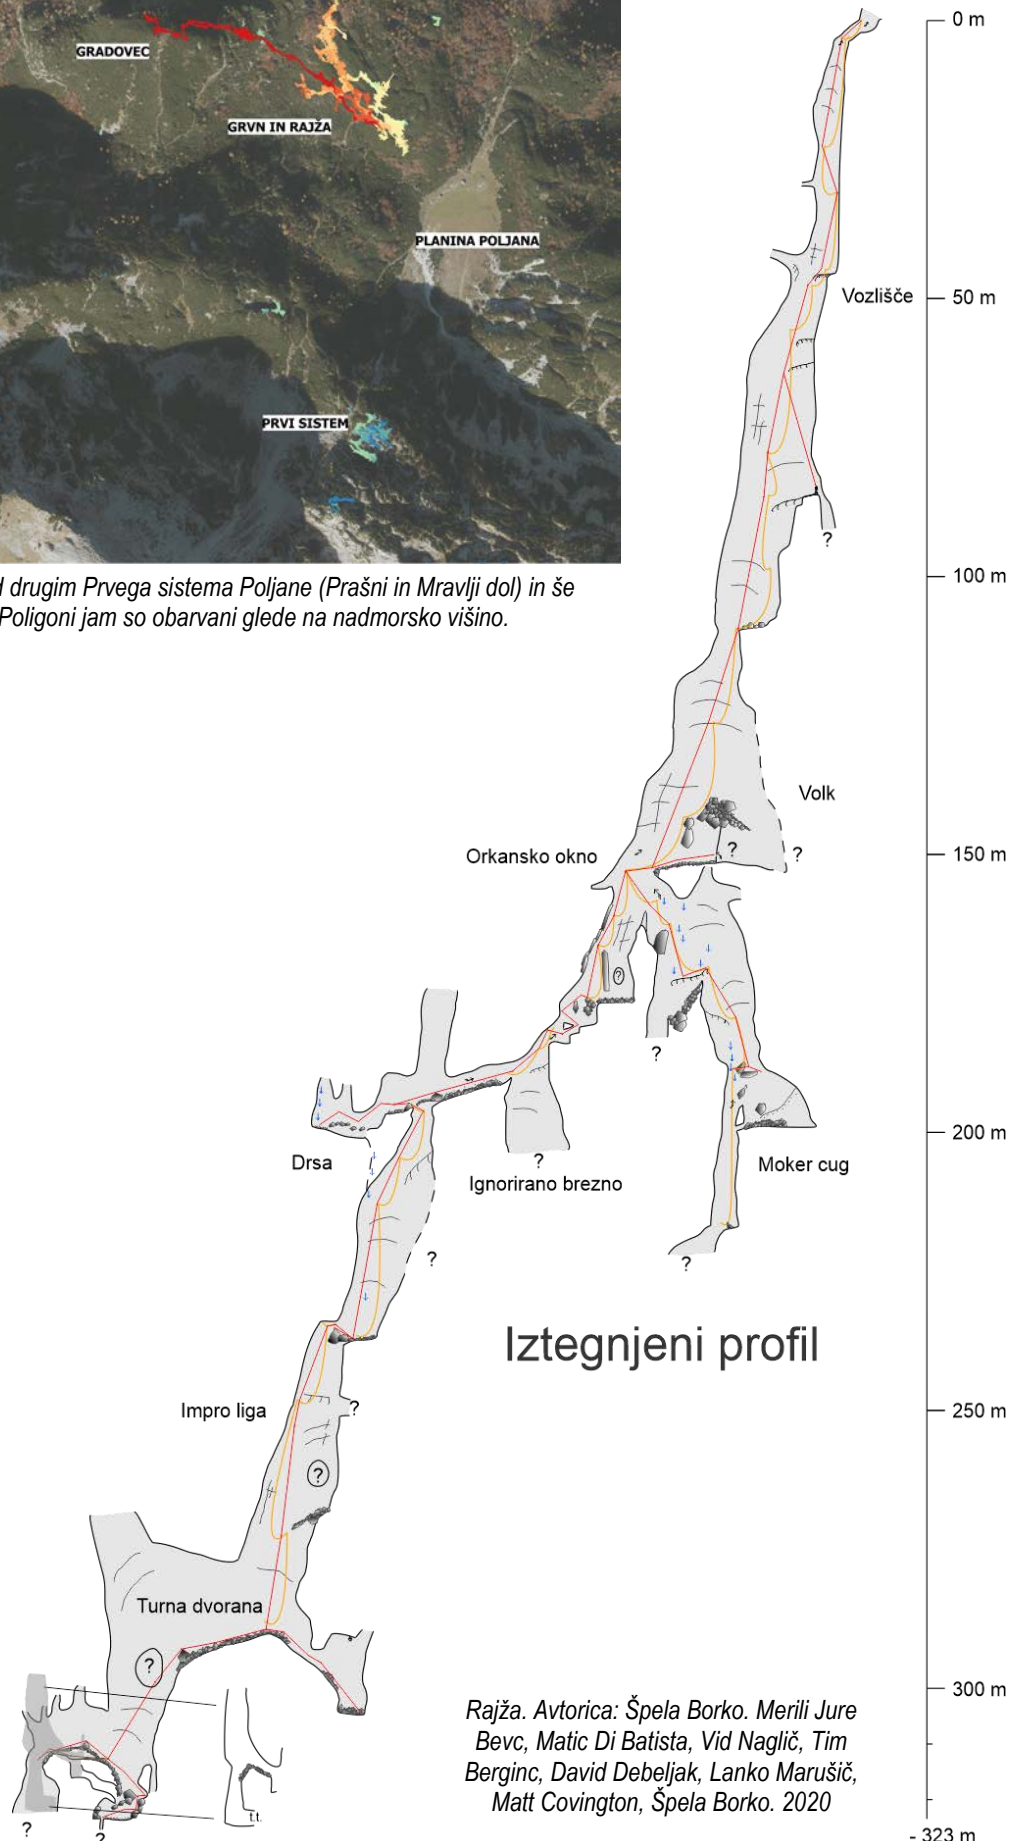 GRADOVEC
GRVN IN RAJŽA
PLANINA POLJANA
PRVI SISTEM
d drugim Prvega sistema Poljane (Prašni in Mravlji dol) in še
Poligoni jam so obarvani glede na nadmorsko višino.
0 m
Vozlišče
50 m
?
100 m
Volk
?
?
Orkansko okno
150 m
?
?
200 m
Drsa
?
Ignorirano brezno
Moker cug
?
?
Iztegnjeni profil
Impro liga
?
250 m
?
Turna dvorana
?
300 m
Rajža. Avtorica: Špela Borko. Merili Jure
Bevc, Matic Di Batista, Vid Naglič, Tim
Berginc, David Debeljak, Lanko Marušič,
Matt Covington, Špela Borko. 2020
t.t.
?
?
- 323 m